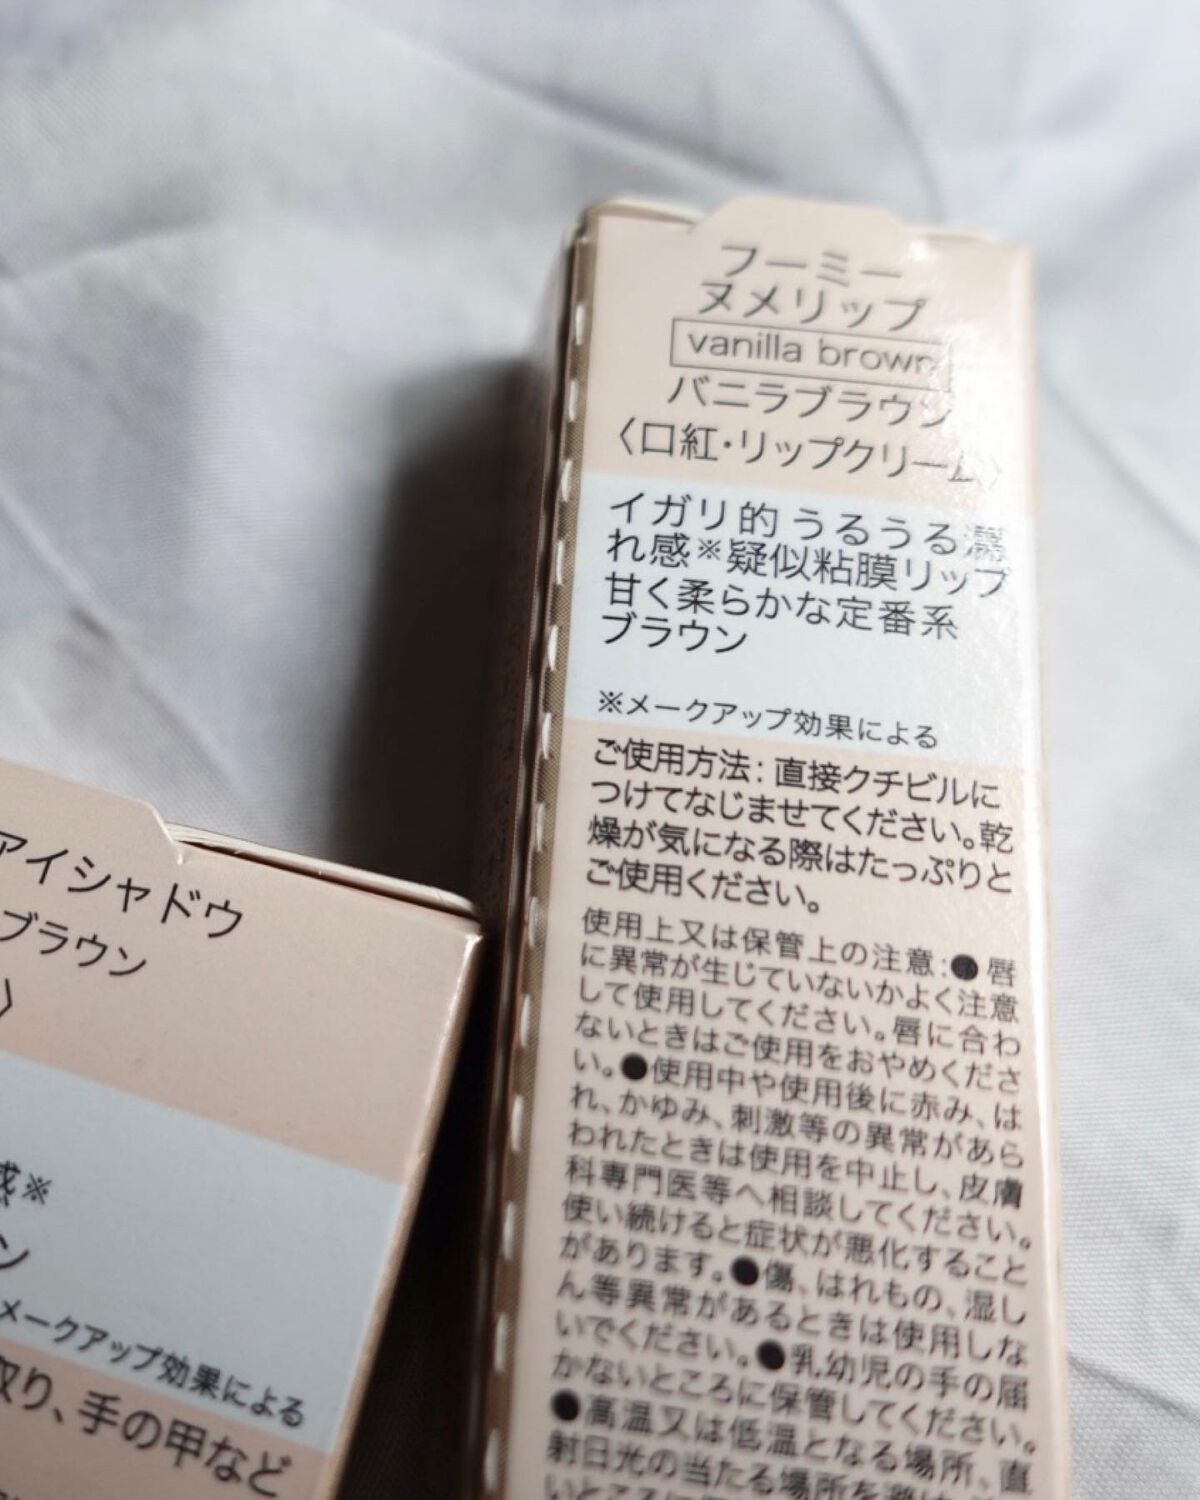 フーミー
ヌメリップ
vanilla brown
バニラブラウン
〈口紅・リップクリーム〉
イガリ的 うるうる濡
れ感※疑似粘膜リップ
甘く柔らかな定番系
ブラウン
※メークアップ効果による
ご使用方法：直接クチビルに
つけてなじませてください。乾
燥が気になる際はたっぷりと
ご使用ください。
使用上又は保管上の注意：●唇
に異常が生じていないかよく注意
して使用してください。唇に合わ
ないときはご使用をおやめくださ
い。●使用中や使用後に赤み、は
れ、かゆみ、刺激等の異常があら
われたときは使用を中止し、皮膚
科専門医等へ相談してください。
使い続けると症状が悪化すること
があります。●傷、はれもの、湿し
ん等異常があるときは使用しな
いでください。●乳幼児の手の届
かないところに保管してください。
●高温又は低温となる場所、直
射日光の当たる場所を避け
アイシャドウ
ブラウン
〉
感※
ン
メークアップ効果による
取り、手の甲など